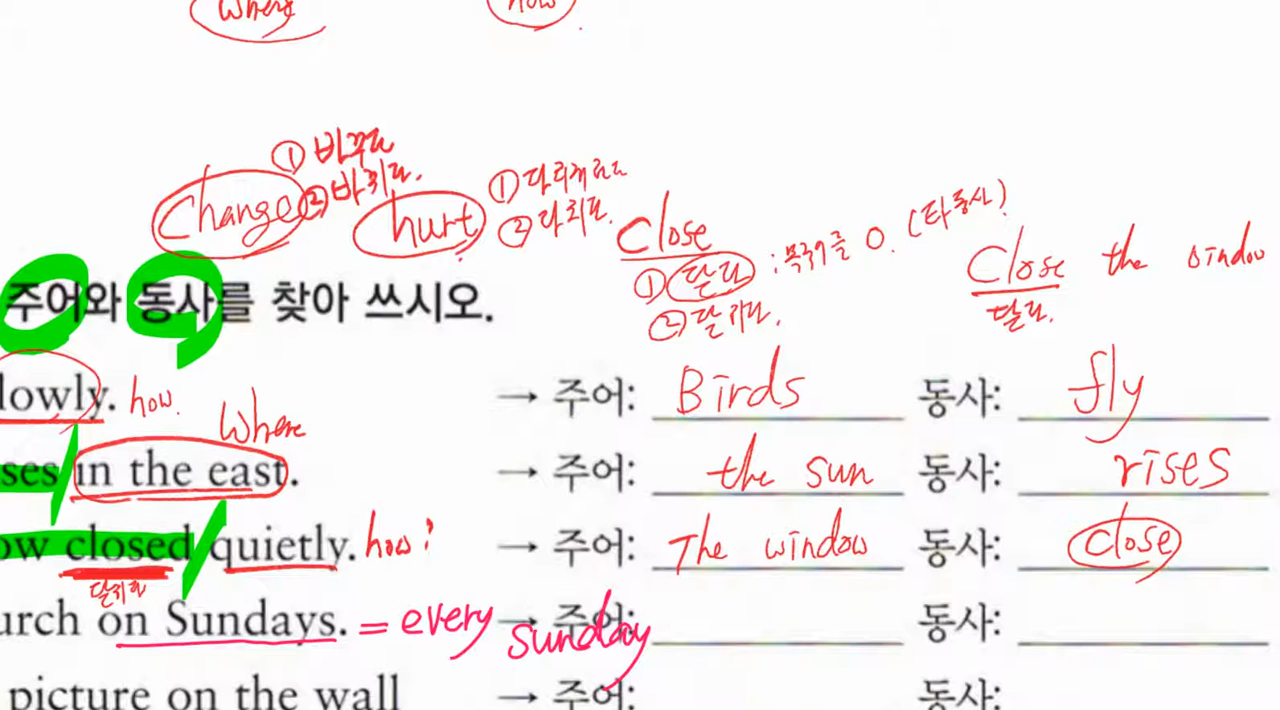 where how
① 바꾸다
change ② 바뀌다.
hurt ① 다치게 하다
② 다치다.
close
① 닫다 : 목적어를 O. (타동사)
② 닫히다.
close the window
닫다.
주어와 동사를 찾아 쓰시오.
lowly. how. → 주어: Birds 동사: fly
where
ses in the east. → 주어: the sun 동사: rises
ow closed quietly. how? → 주어: The window 동사: close
닫히다
urch on Sundays. = every sunday → 주어: 동사:
picture on the wall → 주어: 동사: